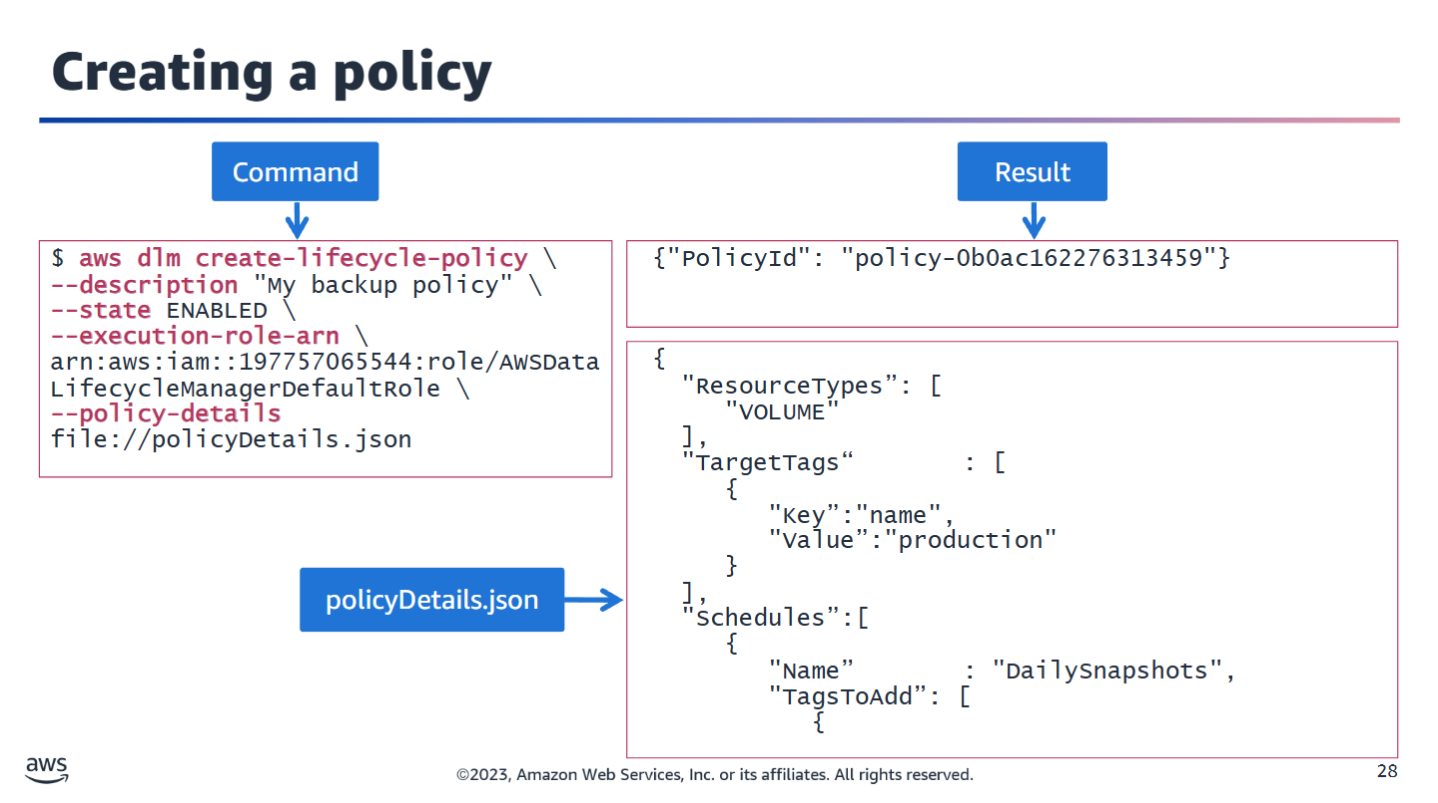 Creating a policy
Command
$ aws dlm create-lifecycle-policy \
--description "My backup policy" \
--state ENABLED \
--execution-role-arn \
arn:aws:iam::197757065544:role/AWSData
LifecycleManagerDefaultRole \
--policy-details
file://policyDetails.json
Result
{"PolicyId": "policy-0b0ac162276313459"}
policyDetails.json
{
"ResourceTypes”: [
"VOLUME"
],
"TargetTags“ : [
{
"Key”:"name",
"Value”:"production"
}
],
"Schedules”:[
{
"Name” : "DailySnapshots",
"TagsToAdd”: [
{
aws
©2023, Amazon Web Services, Inc. or its affiliates. All rights reserved.
28